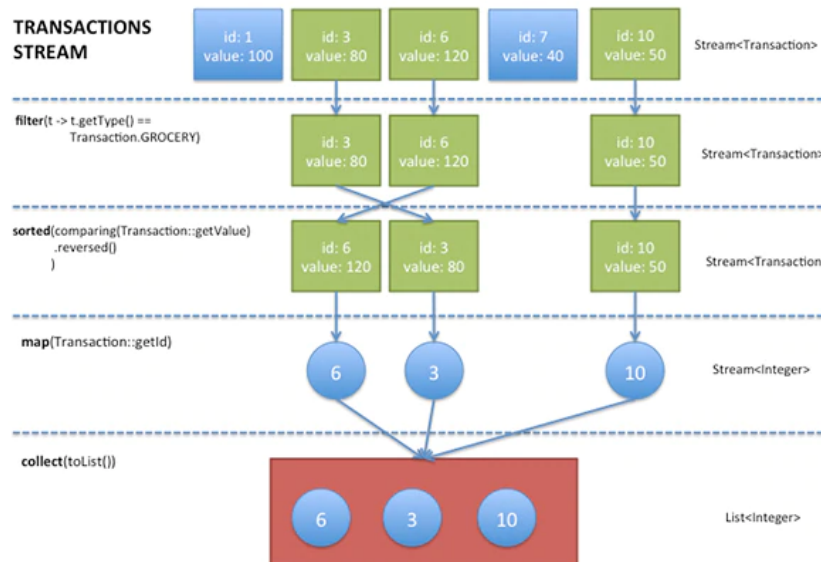 TRANSACTIONS
STREAM
id: 1
value: 100
id: 3
value: 80
id: 6
value: 120
id: 7
value: 40
id: 10
value: 50
Stream<Transaction>
filter(t -> t.getType() ==
Transaction.GROCERY)
id: 3
value: 80
id: 6
value: 120
id: 10
value: 50
Stream<Transaction>
sorted(comparing(Transaction::getValue)
.reversed()
)
id: 6
value: 120
id: 3
value: 80
id: 10
value: 50
Stream<Transaction
map(Transaction::getId)
6
3
10
Stream<Integer>
collect(toList())
6
3
10
List<Integer>